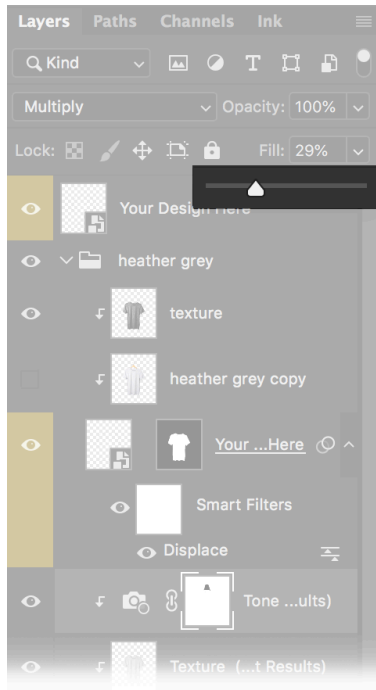 Layers Paths Channels Ink
Kind T
Multiply Opacity: 100%
Lock: Fill: 29%
Your Design Here
heather grey
texture
heather grey copy
Your ...Here
Smart Filters
Displace
Tone ...ults)
Texture (...t Results)